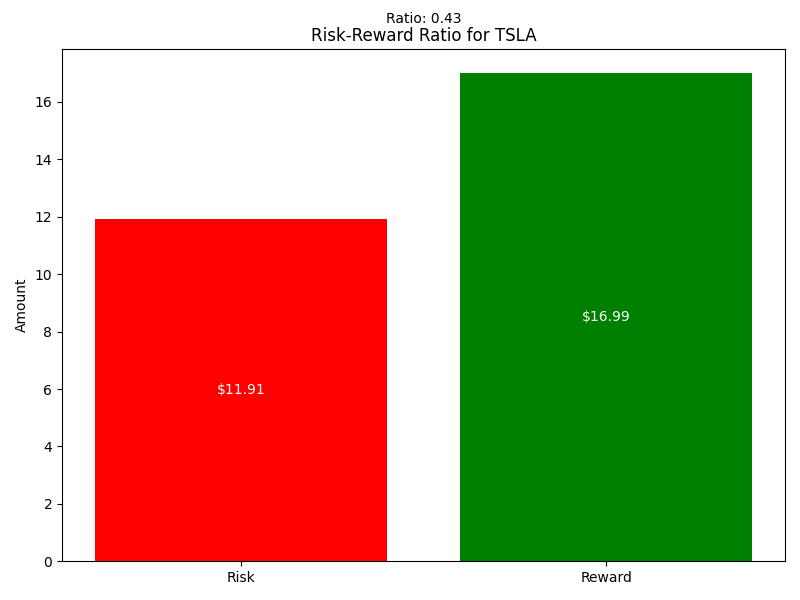 Ratio: 0.43
Risk-Reward Ratio for TSLA
16
14
12
10
8
6
4
2
0
Amount
$11.91
$16.99
Risk
Reward